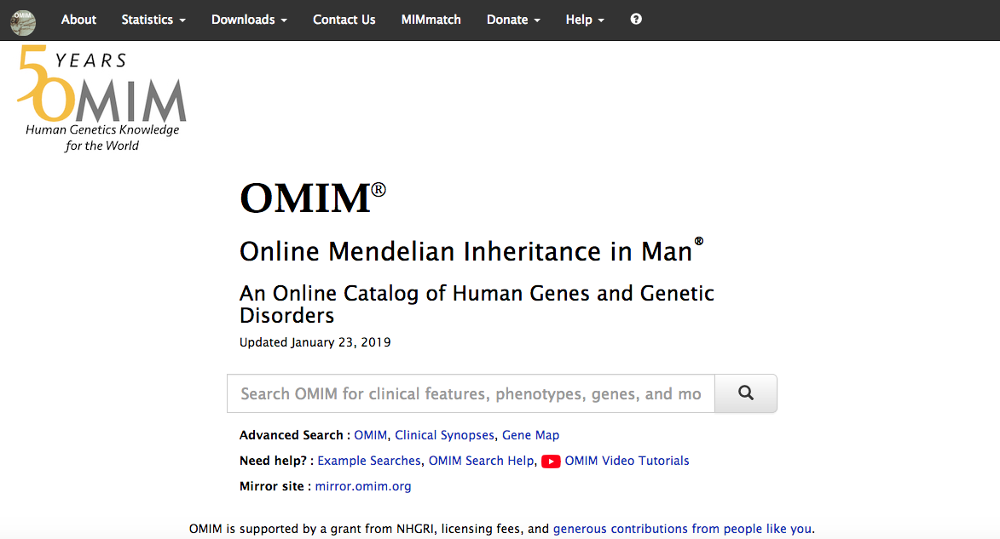 OMIM
About Statistics Downloads Contact Us MIMmatch Donate Help ?
50 YEARS
OMIM
Human Genetics Knowledge
for the World
OMIM®
Online Mendelian Inheritance in Man®
An Online Catalog of Human Genes and Genetic
Disorders
Updated January 23, 2019
Search OMIM for clinical features, phenotypes, genes, and mo
Advanced Search : OMIM, Clinical Synopses, Gene Map
Need help? : Example Searches, OMIM Search Help, OMIM Video Tutorials
Mirror site : mirror.omim.org
OMIM is supported by a grant from NHGRI, licensing fees, and generous contributions from people like you.